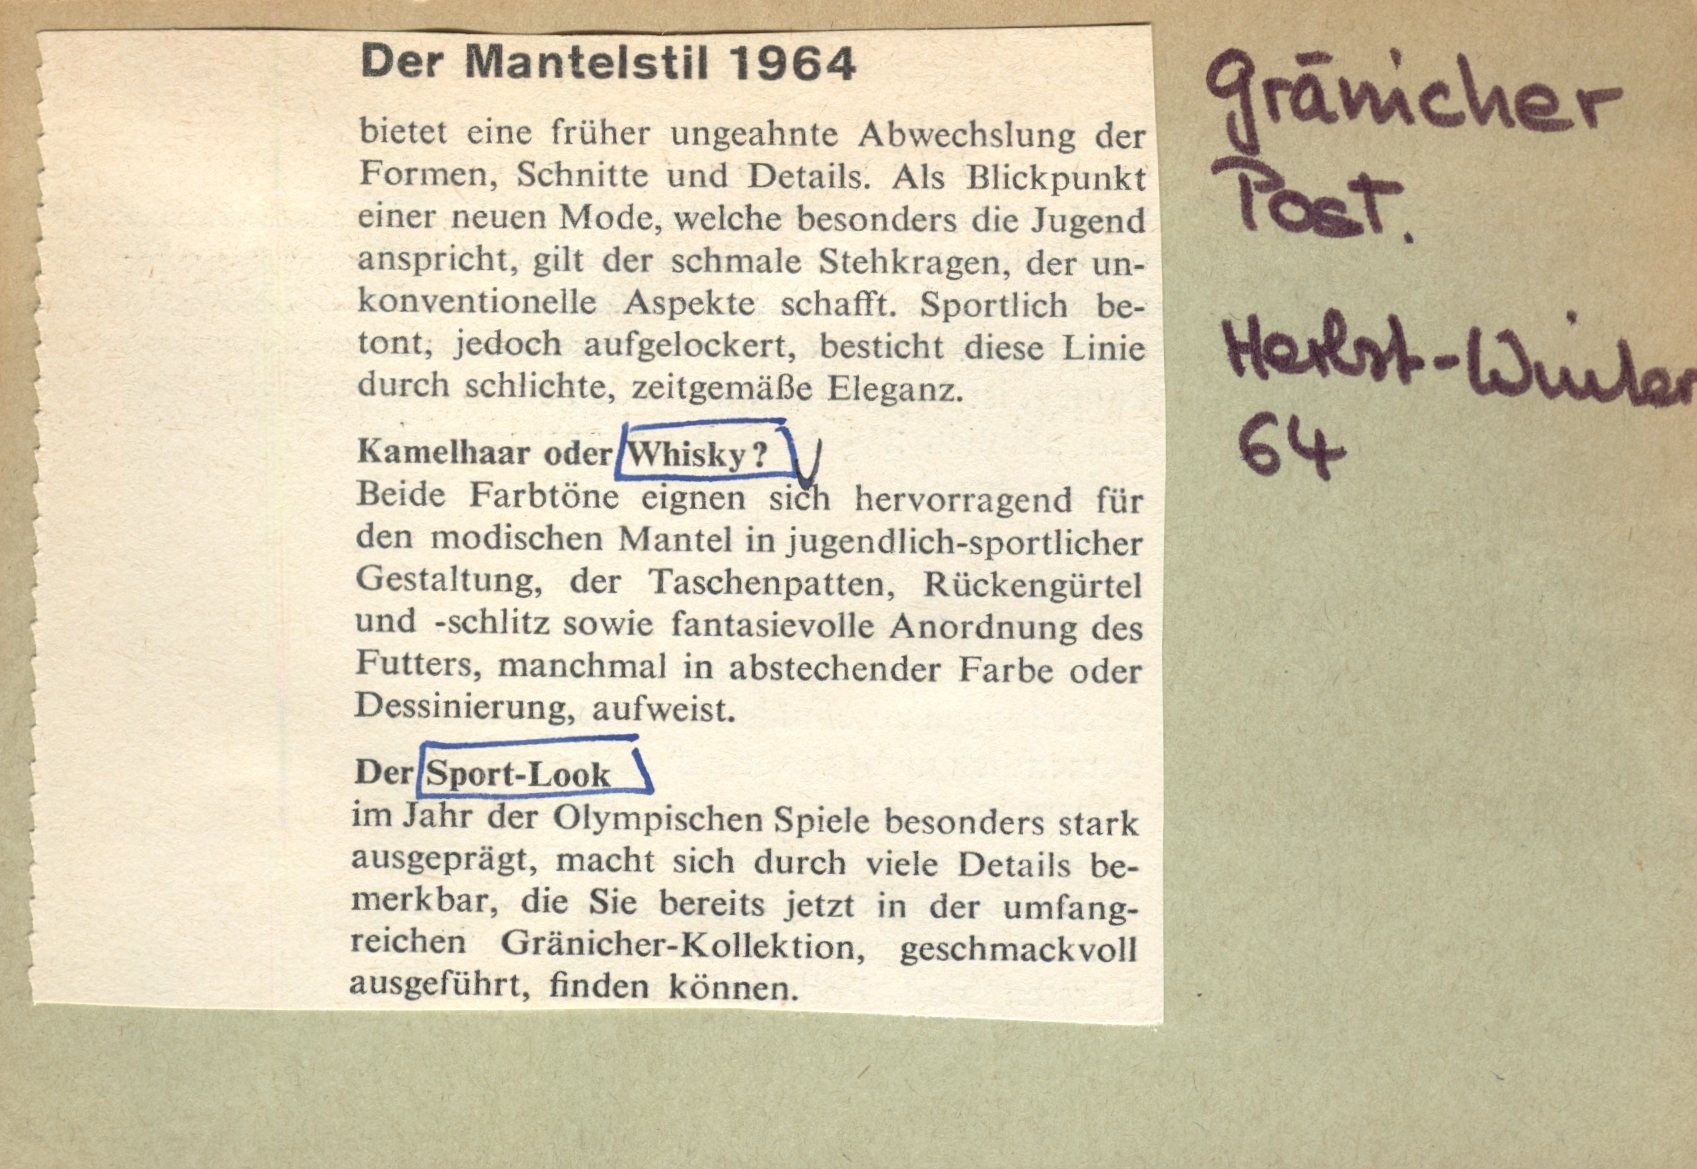 Der Mantelstil 1964
bietet eine früher ungeahnte Abwechslung der
Formen, Schnitte und Details. Als Blickpunkt
einer neuen Mode, welche besonders die Jugend
anspricht, gilt der schmale Stehkragen, der un-
konventionelle Aspekte schafft. Sportlich be-
tont, jedoch aufgelockert, besticht diese Linie
durch schlichte, zeitgemäße Eleganz.
Kamelhaar oder Whisky?
Beide Farbtöne eignen sich hervorragend für
den modischen Mantel in jugendlich-sportlicher
Gestaltung, der Taschenpatten, Rückengürtel
und -schlitz sowie fantasievolle Anordnung des
Futters, manchmal in abstechender Farbe oder
Dessinierung, aufweist.
Der Sport-Look
im Jahr der Olympischen Spiele besonders stark
ausgeprägt, macht sich durch viele Details be-
merkbar, die Sie bereits jetzt in der umfang-
reichen Gränicher-Kollektion, geschmackvoll
ausgeführt, finden können.
Gränicher
Post.
Herbst-Winter
64